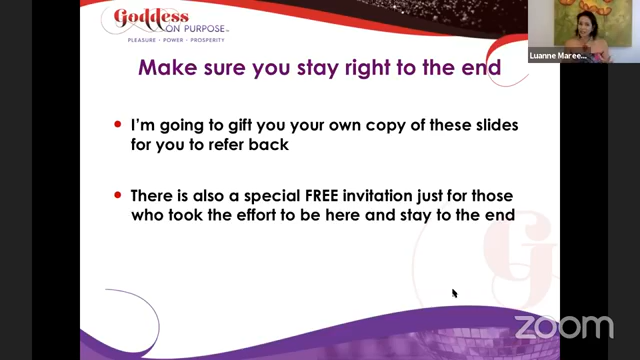 Goddess
ON PURPOSE™
PLEASURE • POWER • PROSPERITY
Luanne Maree...
Make sure you stay right to the end
• I'm going to gift you your own copy of these slides
for you to refer back
• There is also a special FREE invitation just for those
who took the effort to be here and stay to the end
zoom